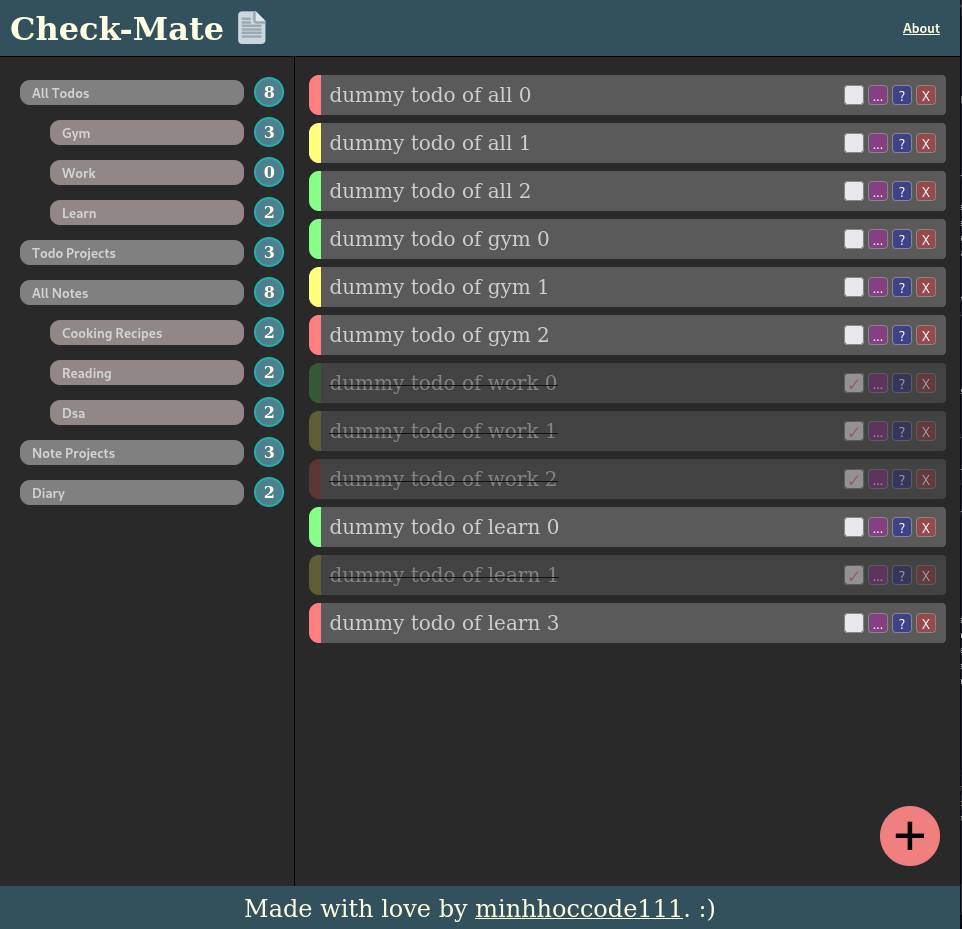 Check-Mate
About
All Todos 8
Gym 3
Work 0
Learn 2
Todo Projects 3
All Notes 8
Cooking Recipes 2
Reading 2
Dsa 2
Note Projects 3
Diary 2
dummy todo of all 0 ... ? X
dummy todo of all 1 ... ? X
dummy todo of all 2 ... ? X
dummy todo of gym 0 ... ? X
dummy todo of gym 1 ... ? X
dummy todo of gym 2 ... ? X
dummy todo of work 0 ✓ ... ? X
dummy todo of work 1 ✓ ... ? X
dummy todo of work 2 ✓ ... ? X
dummy todo of learn 0 ... ? X
dummy todo of learn 1 ✓ ... ? X
dummy todo of learn 3 ... ? X
+
Made with love by minhhoccode111. :)